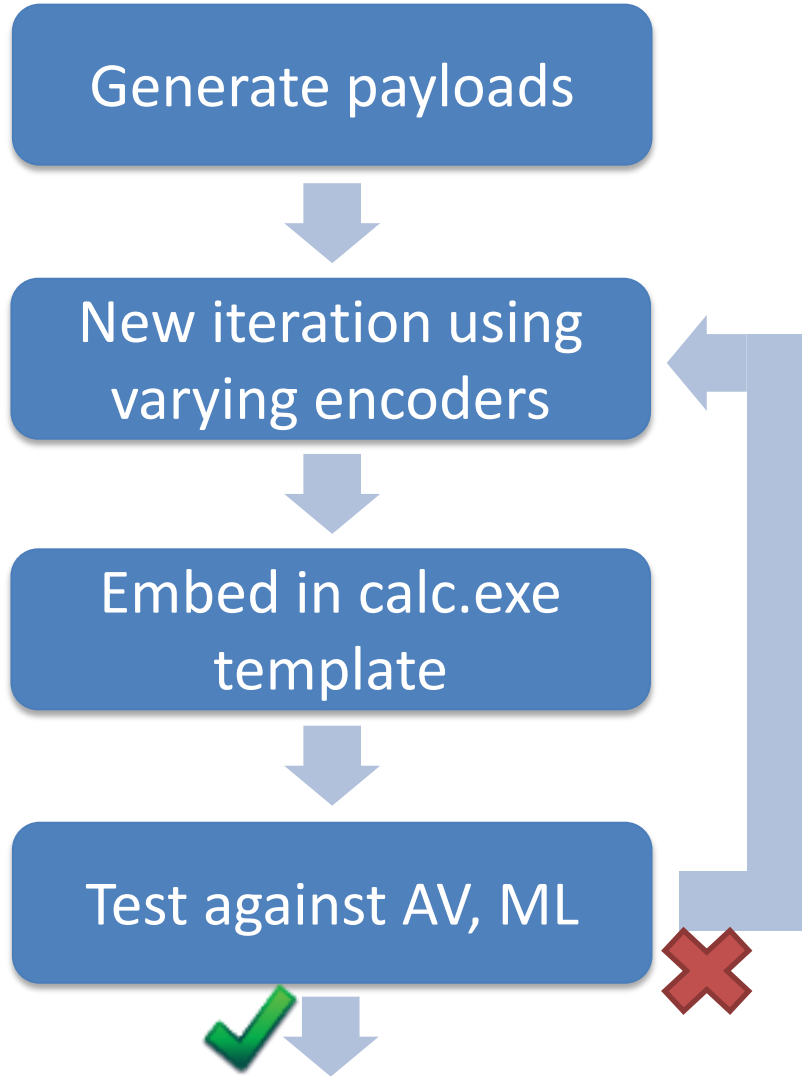 Generate payloads
New iteration using
varying encoders
Embed in calc.exe
template
Test against AV, ML